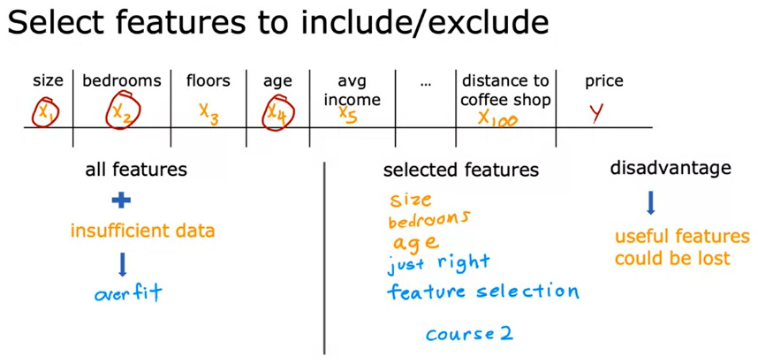 Select features to include/exclude
size bedrooms floors age avg income ... distance to coffee shop price
x₁ x₂ x₃ x₄ x₅ x₁₀₀ y
all features
+
insufficient data
↓
overfit
selected features
size
bedrooms
age
just right
feature selection
course 2
disadvantage
↓
useful features
could be lost